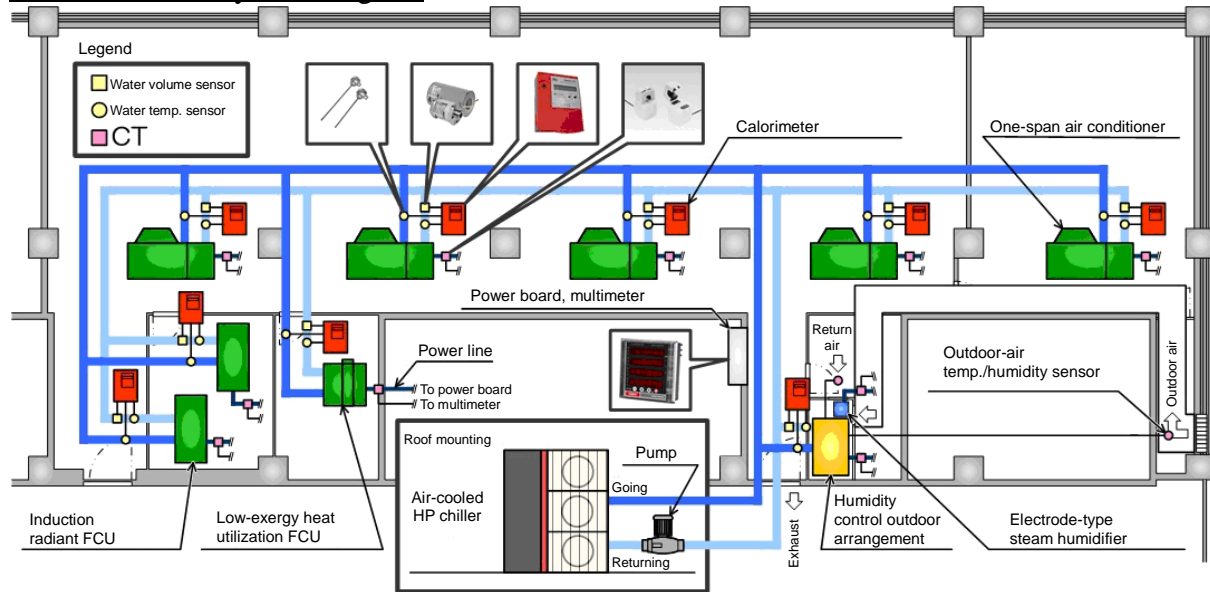 Legend
Water volume sensor
Water temp. sensor
CT
Calorimeter
One-span air conditioner
Power board, multimeter
Return
air
Outdoor-air
temp./humidity sensor
Outdoor air
Power line
To power board
To multimeter
Roof mounting
Air-cooled
HP chiller
Pump
Going
Returning
Exhaust
Induction
radiant FCU
Low-exergy heat
utilization FCU
Humidity
control outdoor
arrangement
Electrode-type
steam humidifier